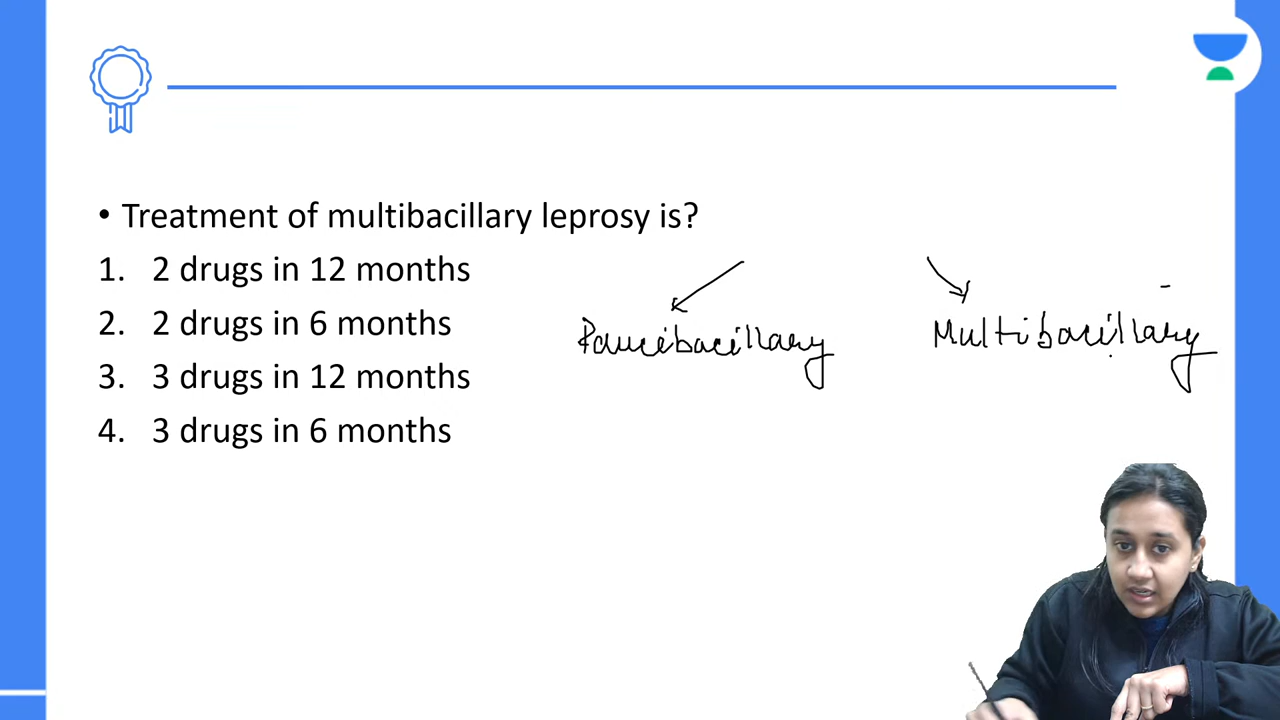 • Treatment of multibacillary leprosy is?
1. 2 drugs in 12 months
2. 2 drugs in 6 months
3. 3 drugs in 12 months
4. 3 drugs in 6 months
Paucibacillary
Multibacillary